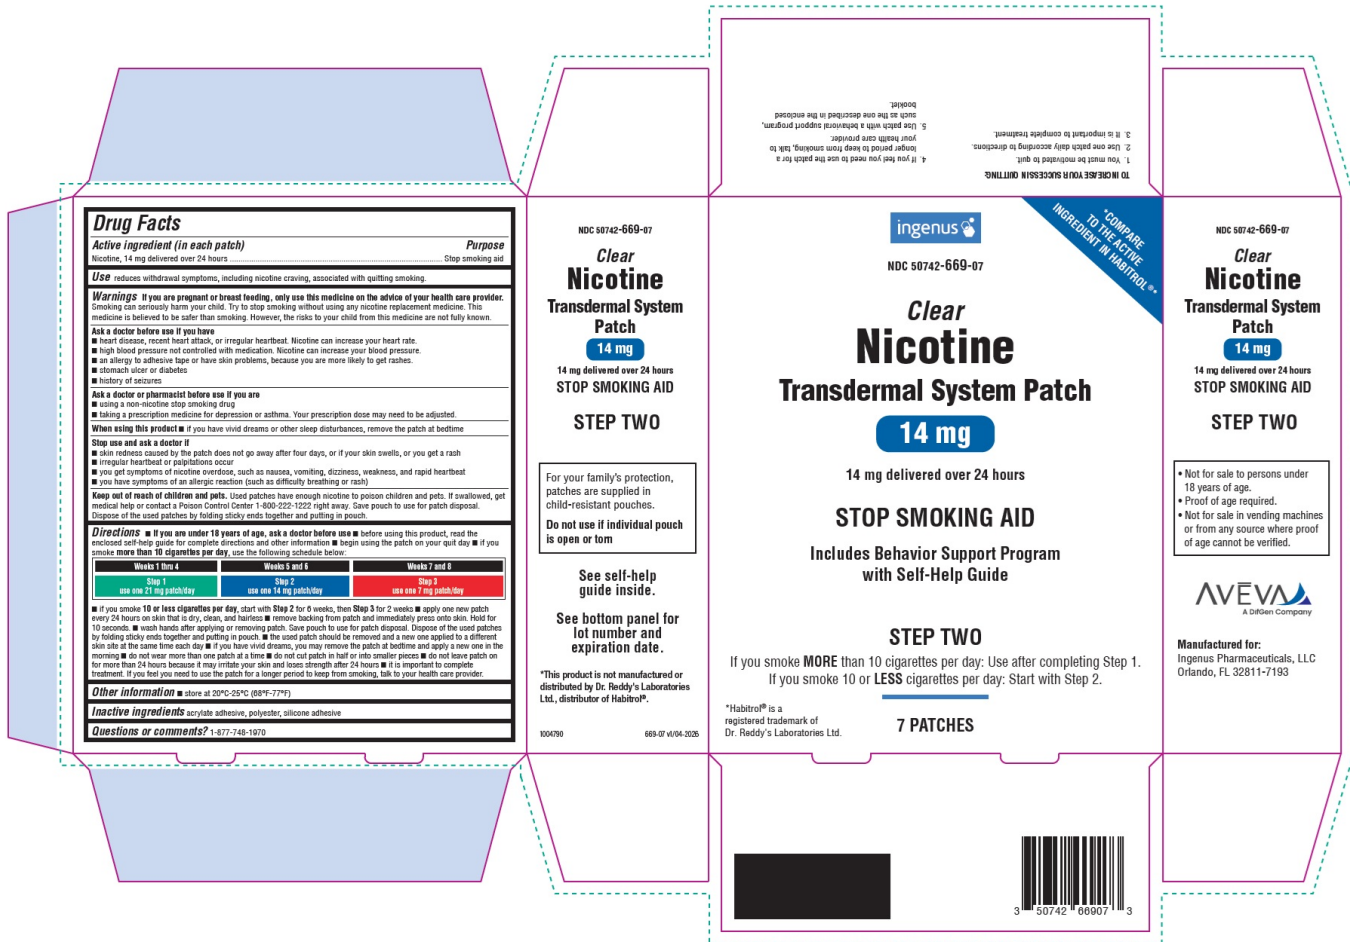 TO INCREASE YOUR SUCCESS IN QUITTING:
1. You must be motivated to quit.
2. Use one patch daily according to directions.
3. It is important to complete treatment.
4. If you feel you need to use the patch for a
longer period to keep from smoking, talk to
your health care provider.
5. Use patch with a behavioral support program,
such as the one described in the enclosed
booklet.
Drug Facts
Active ingredient (in each patch) Purpose
Nicotine, 14 mg delivered over 24 hours ........ Stop smoking aid
Use reduces withdrawal symptoms, including nicotine craving, associated with quitting smoking.
Warnings If you are pregnant or breast feeding, only use this medicine on the advice of your health care provider.
Smoking can seriously harm your child. Try to stop smoking without using any nicotine replacement medicine. This
medicine is believed to be safer than smoking. However, the risks to your child from this medicine are not fully known.
Ask a doctor before use if you have
■ heart disease, recent heart attack, or irregular heartbeat. Nicotine can increase your heart rate.
■ high blood pressure not controlled with medication. Nicotine can increase your blood pressure.
■ an allergy to adhesive tape or have skin problems, because you are more likely to get rashes.
■ stomach ulcer or diabetes
■ history of seizures
Ask a doctor or pharmacist before use if you are
■ using a non-nicotine stop smoking drug
■ taking a prescription medicine for depression or asthma. Your prescription dose may need to be adjusted.
When using this product ■ if you have vivid dreams or other sleep disturbances, remove the patch at bedtime
Stop use and ask a doctor if
■ skin redness caused by the patch does not go away after four days, or if your skin swells, or you get a rash
■ irregular heartbeat or palpitations occur
■ you get symptoms of nicotine overdose, such as nausea, vomiting, dizziness, weakness, and rapid heartbeat
■ you have symptoms of an allergic reaction (such as difficulty breathing or rash)
Keep out of reach of children and pets. Used patches have enough nicotine to poison children and pets. If swallowed, get
medical help or contact a Poison Control Center 1-800-222-1222 right away. Save pouch to use for patch disposal.
Dispose of the used patches by folding sticky ends together and putting in pouch.
Directions ■ If you are under 18 years of age, ask a doctor before use ■ before using this product, read the
enclosed self-help guide for complete directions and other information ■ begin using the patch on your quit day ■ if you
smoke more than 10 cigarettes per day, use the following schedule below:
Weeks 1 thru 4 Weeks 5 and 6 Weeks 7 and 8
Step 1 Step 2 Step 3
use one 21 mg patch/day use one 14 mg patch/day use one 7 mg patch/day
■ if you smoke 10 or less cigarettes per day, start with Step 2 for 6 weeks, then Step 3 for 2 weeks ■ apply one new patch
every 24 hours on skin that is dry, clean, and hairless ■ remove backing from patch and immediately press onto skin. Hold for
10 seconds. ■ wash hands after applying or removing patch. Save pouch to use for patch disposal. Dispose of the used patches
by folding sticky ends together and putting in pouch. ■ the used patch should be removed and a new one applied to a different
skin site at the same time each day ■ if you have vivid dreams, you may remove the patch at bedtime and apply a new one in the
morning ■ do not wear more than one patch at a time ■ do not cut patch in half or into smaller pieces ■ do not leave patch on
for more than 24 hours because it may irritate your skin and loses strength after 24 hours ■ it is important to complete
treatment. If you feel you need to use the patch for a longer period to keep from smoking, talk to your health care provider.
Other information ■ store at 20°C-25°C (68°F-77°F)
Inactive ingredients acrylate adhesive, polyester, silicone adhesive
Questions or comments? 1-877-748-1970
NDC 50742-669-07
Clear
Nicotine
Transdermal System
Patch
14 mg
14 mg delivered over 24 hours
STOP SMOKING AID
STEP TWO
For your family's protection,
patches are supplied in
child-resistant pouches.
Do not use if individual pouch
is open or torn
See self-help
guide inside.
See bottom panel for
lot number and
expiration date.
*This product is not manufactured or
distributed by Dr. Reddy's Laboratories
Ltd., distributor of Habitrol®.
1004790 669-07 v1/04-2026
ingenus
*COMPARE
TO THE ACTIVE
INGREDIENT IN HABITROL®*
NDC 50742-669-07
Clear
Nicotine
Transdermal System Patch
14 mg
14 mg delivered over 24 hours
STOP SMOKING AID
Includes Behavior Support Program
with Self-Help Guide
STEP TWO
If you smoke MORE than 10 cigarettes per day: Use after completing Step 1.
If you smoke 10 or LESS cigarettes per day: Start with Step 2.
*Habitrol® is a
registered trademark of
Dr. Reddy's Laboratories Ltd.
7 PATCHES
NDC 50742-669-07
Clear
Nicotine
Transdermal System
Patch
14 mg
14 mg delivered over 24 hours
STOP SMOKING AID
STEP TWO
• Not for sale to persons under
18 years of age.
• Proof of age required.
• Not for sale in vending machines
or from any source where proof
of age cannot be verified.
AVĒVA
A DifGen Company
Manufactured for:
Ingenus Pharmaceuticals, LLC
Orlando, FL 32811-7193
3 50742 66907 3